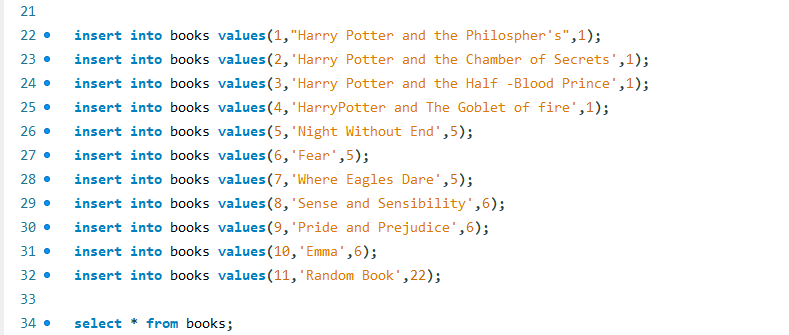 21
22 insert into books values(1,"Harry Potter and the Philospher's",1);
23 insert into books values(2,'Harry Potter and the Chamber of Secrets',1);
24 insert into books values(3,'Harry Potter and the Half -Blood Prince',1);
25 insert into books values(4,'HarryPotter and The Goblet of fire',1);
26 insert into books values(5,'Night Without End',5);
27 insert into books values(6,'Fear',5);
28 insert into books values(7,'Where Eagles Dare',5);
29 insert into books values(8,'Sense and Sensibility',6);
30 insert into books values(9,'Pride and Prejudice',6);
31 insert into books values(10,'Emma',6);
32 insert into books values(11,'Random Book',22);
33
34 select * from books;